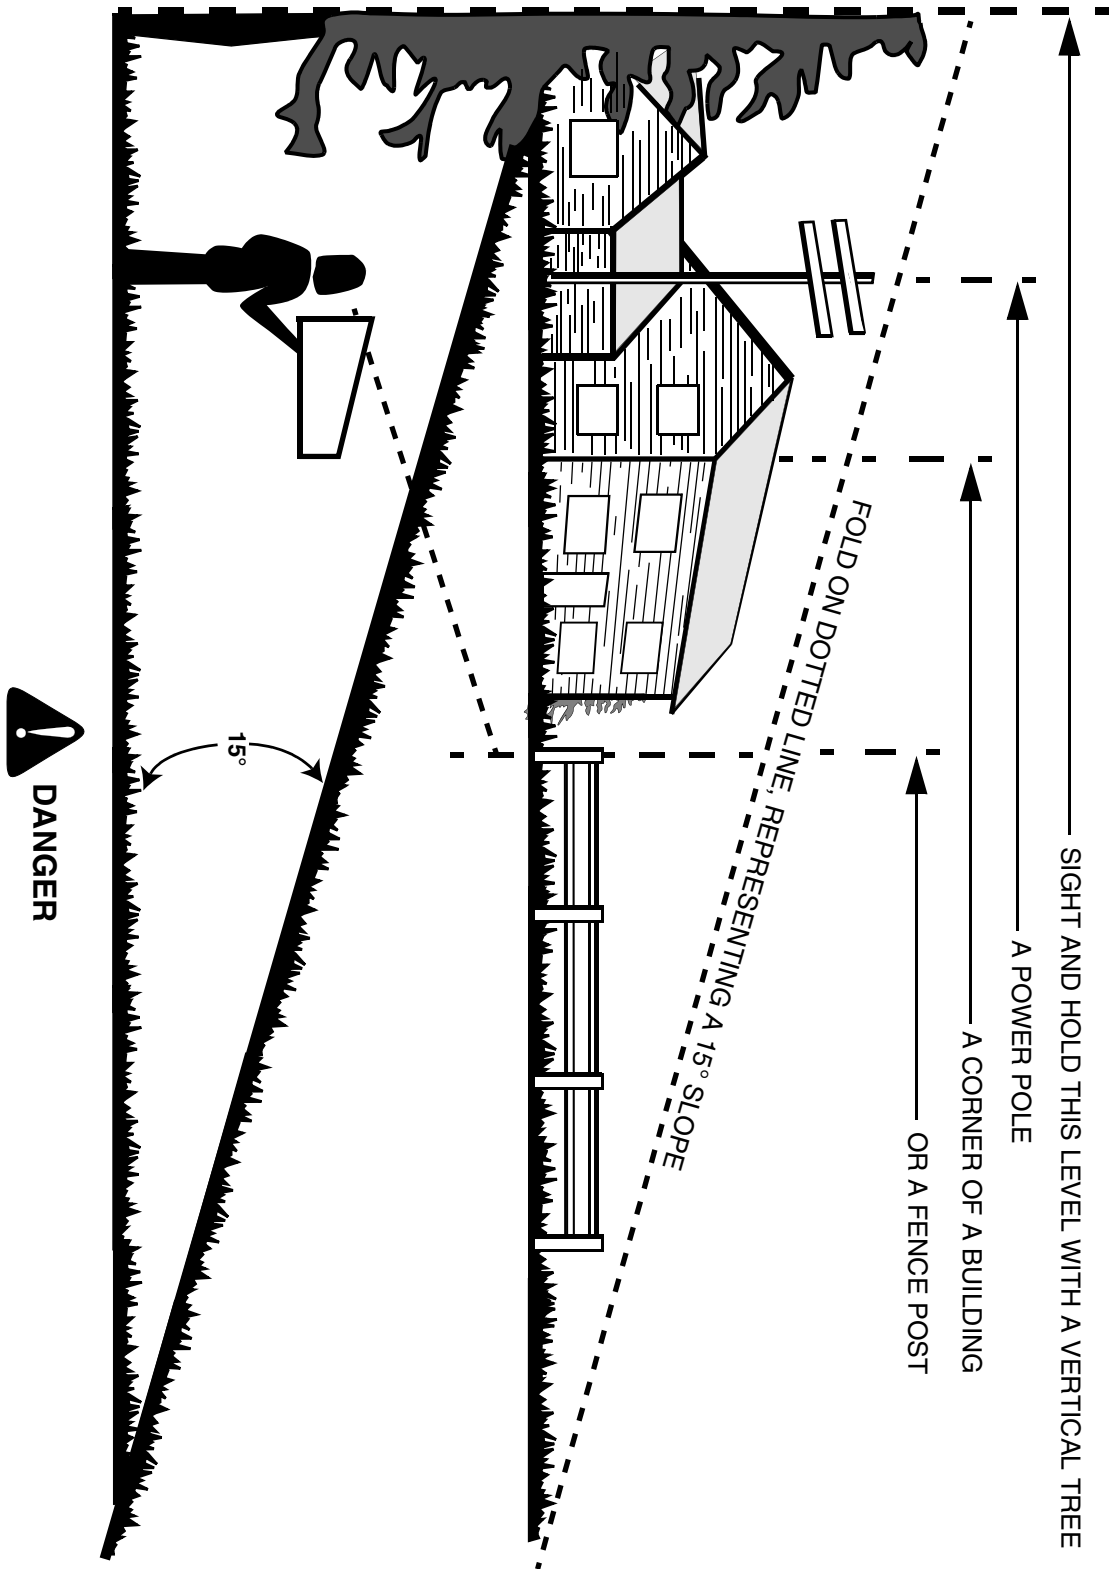 SIGHT AND HOLD THIS LEVEL WITH A VERTICAL TREE
A POWER POLE
A CORNER OF A BUILDING
OR A FENCE POST
FOLD ON DOTTED LINE, REPRESENTING A 15° SLOPE
15°
DANGER